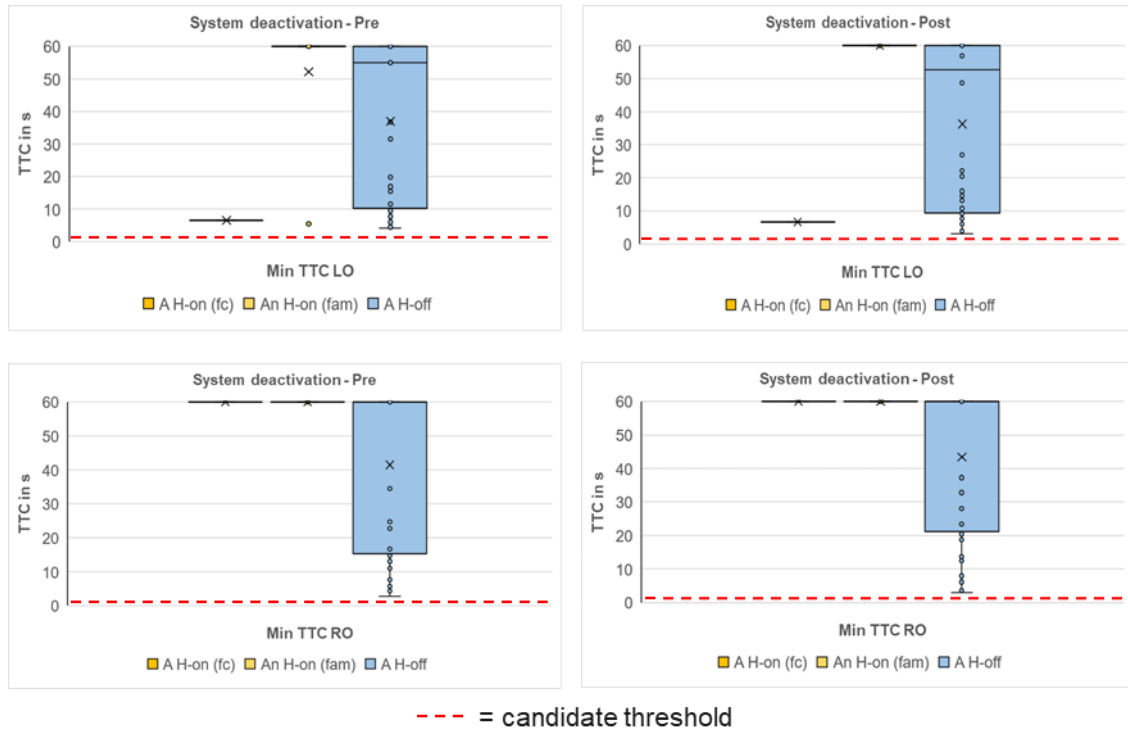 System deactivation - Pre
TTC in s
60
50
40
30
20
10
0
Min TTC LO
A H-on (fc) An H-on (fam) A H-off
System deactivation - Post
TTC in s
60
50
40
30
20
10
0
Min TTC LO
A H-on (fc) An H-on (fam) A H-off
System deactivation - Pre
TTC in s
60
50
40
30
20
10
0
Min TTC RO
A H-on (fc) An H-on (fam) A H-off
System deactivation - Post
TTC in s
60
50
40
30
20
10
0
Min TTC RO
A H-on (fc) An H-on (fam) A H-off
= candidate threshold